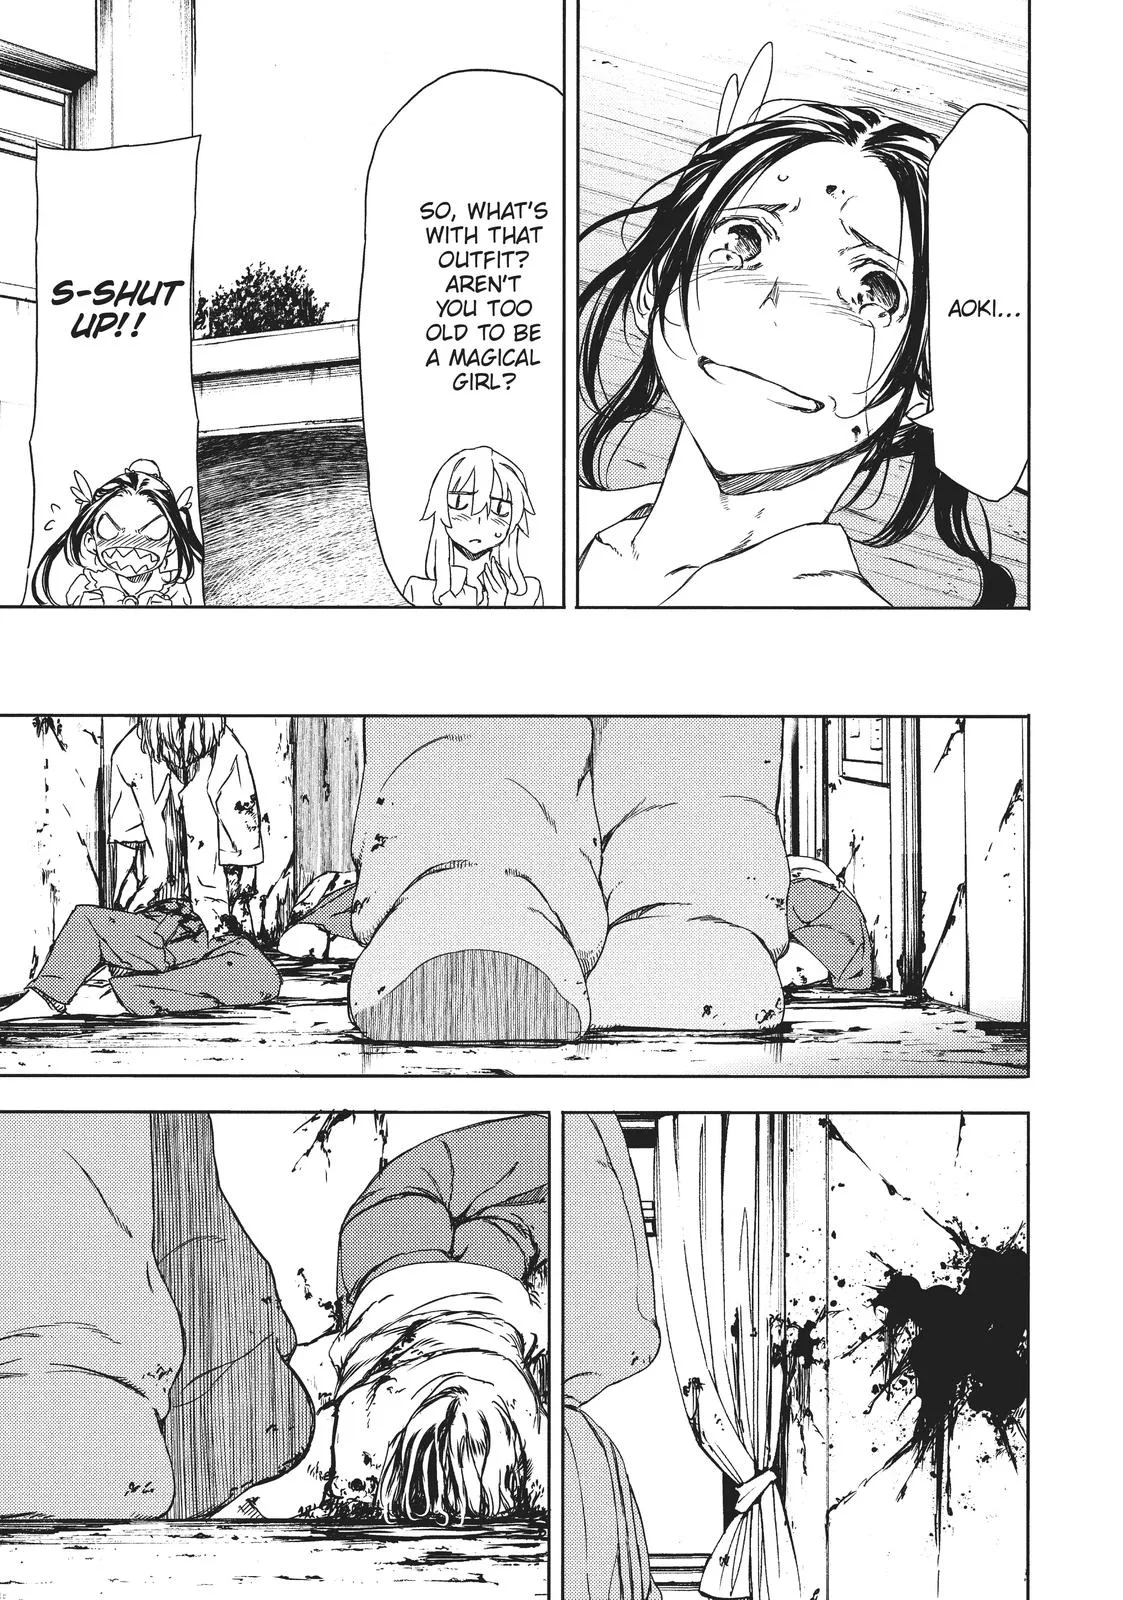 AOKI...
SO, WHAT'S
WITH THAT
OUTFIT?
AREN'T
YOU TOO
OLD TO BE
A MAGICAL
GIRL?
S-SHUT
UP!!